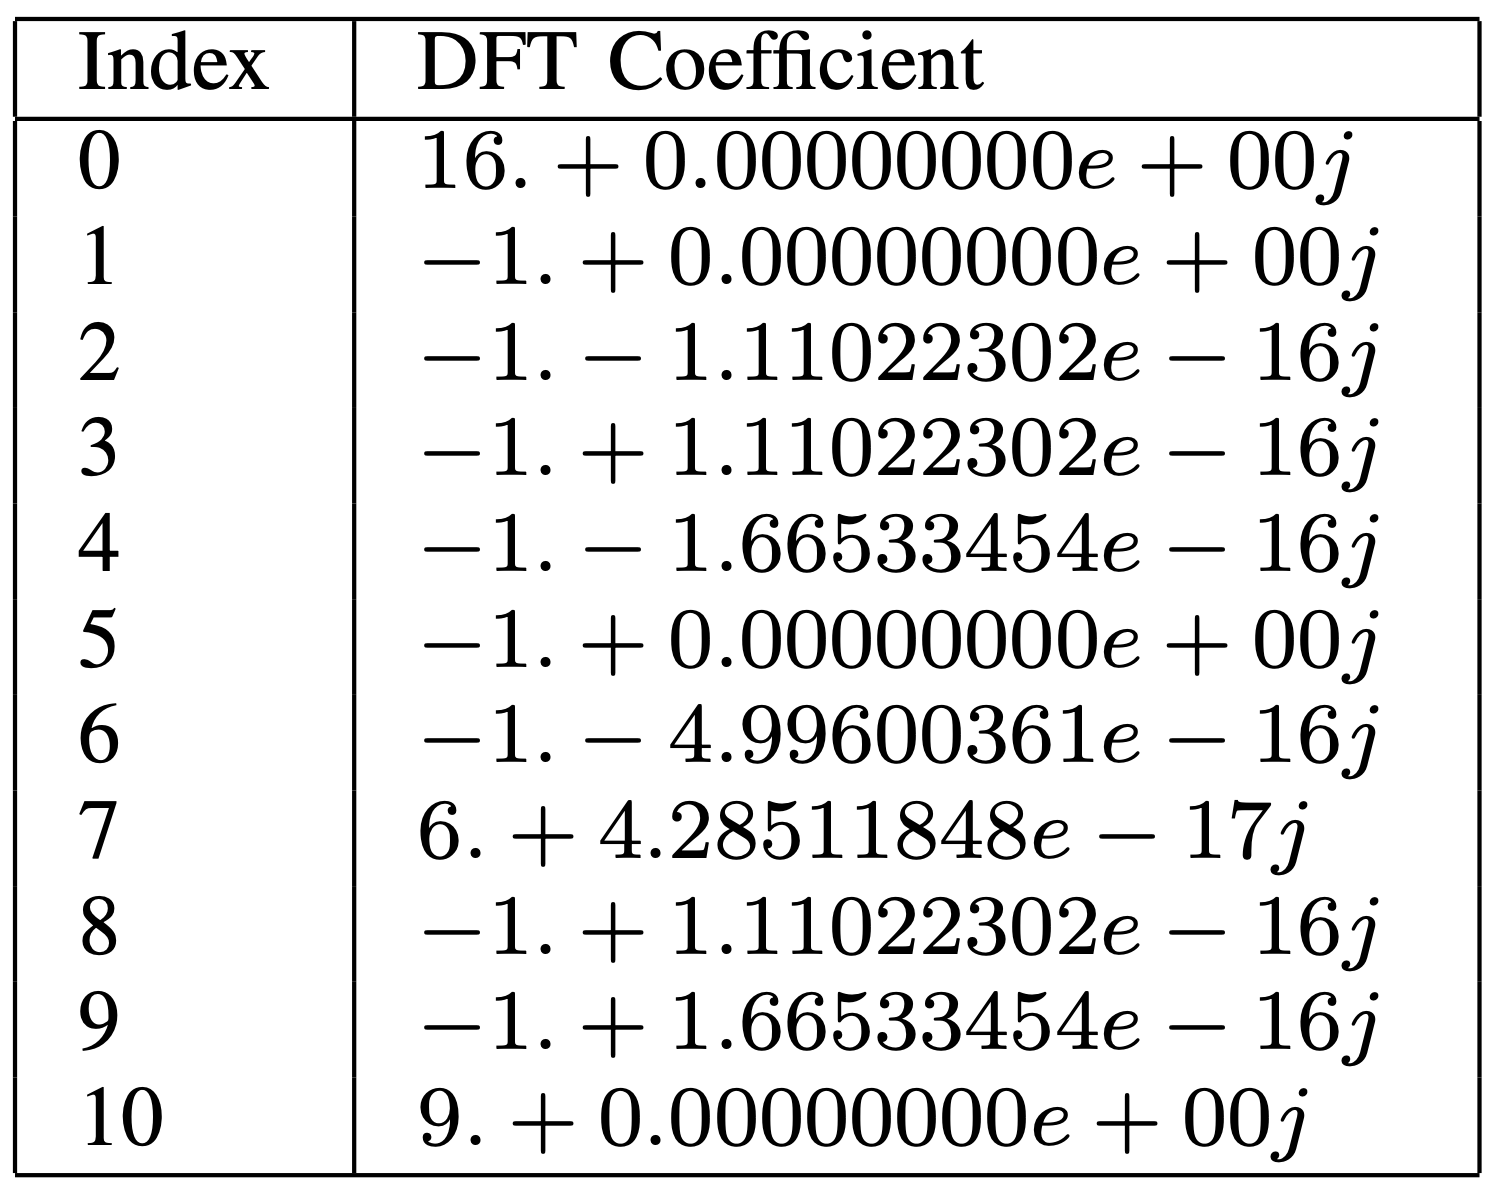 Index DFT Coefficient
0 16. + 0.00000000e + 00j
1 −1. + 0.00000000e + 00j
2 −1. − 1.11022302e − 16j
3 −1. + 1.11022302e − 16j
4 −1. − 1.66533454e − 16j
5 −1. + 0.00000000e + 00j
6 −1. − 4.99600361e − 16j
7 6. + 4.28511848e − 17j
8 −1. + 1.11022302e − 16j
9 −1. + 1.66533454e − 16j
10 9. + 0.00000000e + 00j